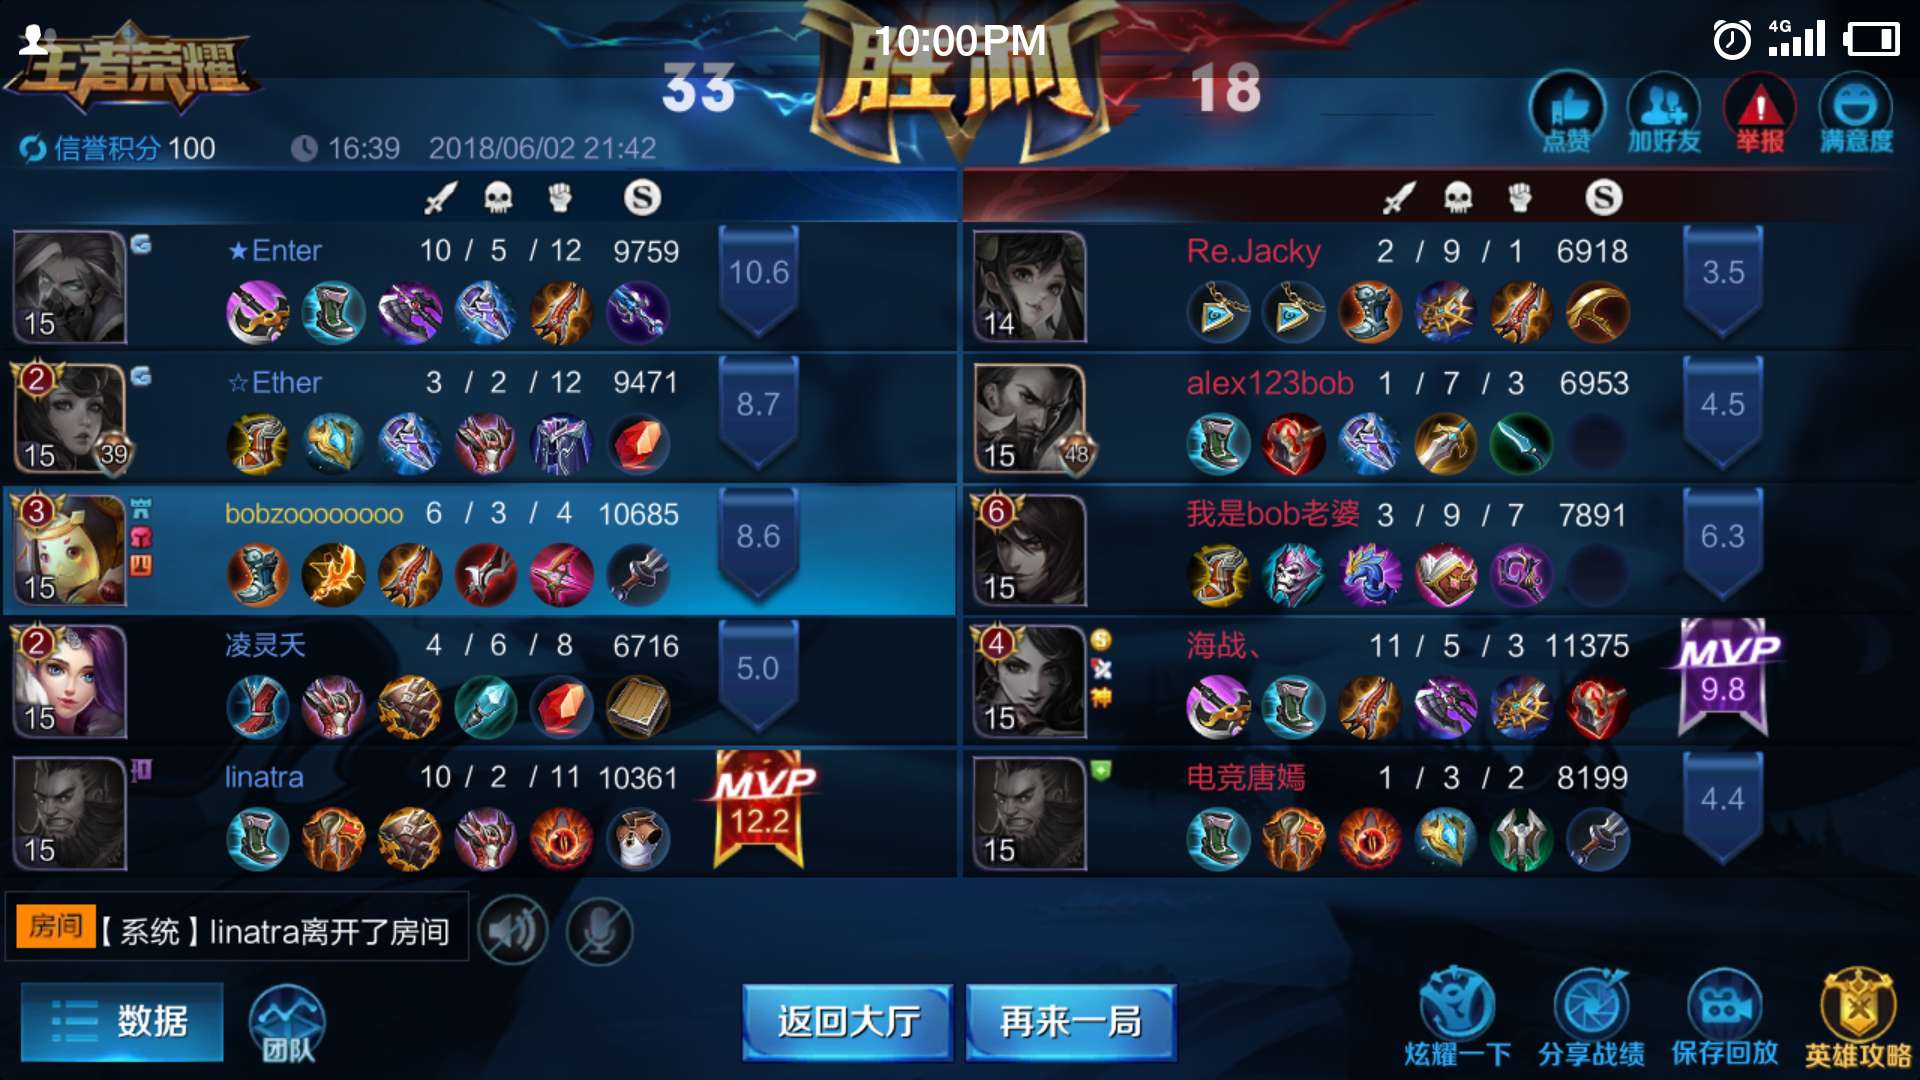 10:00PM
4G
王者荣耀
33 胜利 18
信誉积分 100
16:39 2018/06/02 21:42
点赞 加好友 举报 满意度
S
S
15
★Enter 10 / 5 / 12 9759
10.6
14
Re.Jacky 2 / 9 / 1 6918
3.5
2
15
39
☆Ether 3 / 2 / 12 9471
8.7
15
48
alex123bob 1 / 7 / 3 6953
4.5
3
15
四
bobzoooooooo 6 / 3 / 4 10685
8.6
6
15
我是bob老婆 3 / 9 / 7 7891
6.3
2
15
凌灵夭 4 / 6 / 8 6716
5.0
4
15
S
神
海战、 11 / 5 / 3 11375
MVP
9.8
15
linatra 10 / 2 / 11 10361
MVP
12.2
15
电竞唐嫣 1 / 3 / 2 8199
4.4
房间 【系统】linatra离开了房间
数据
团队
返回大厅
再来一局
炫耀一下
分享战绩
保存回放
英雄攻略